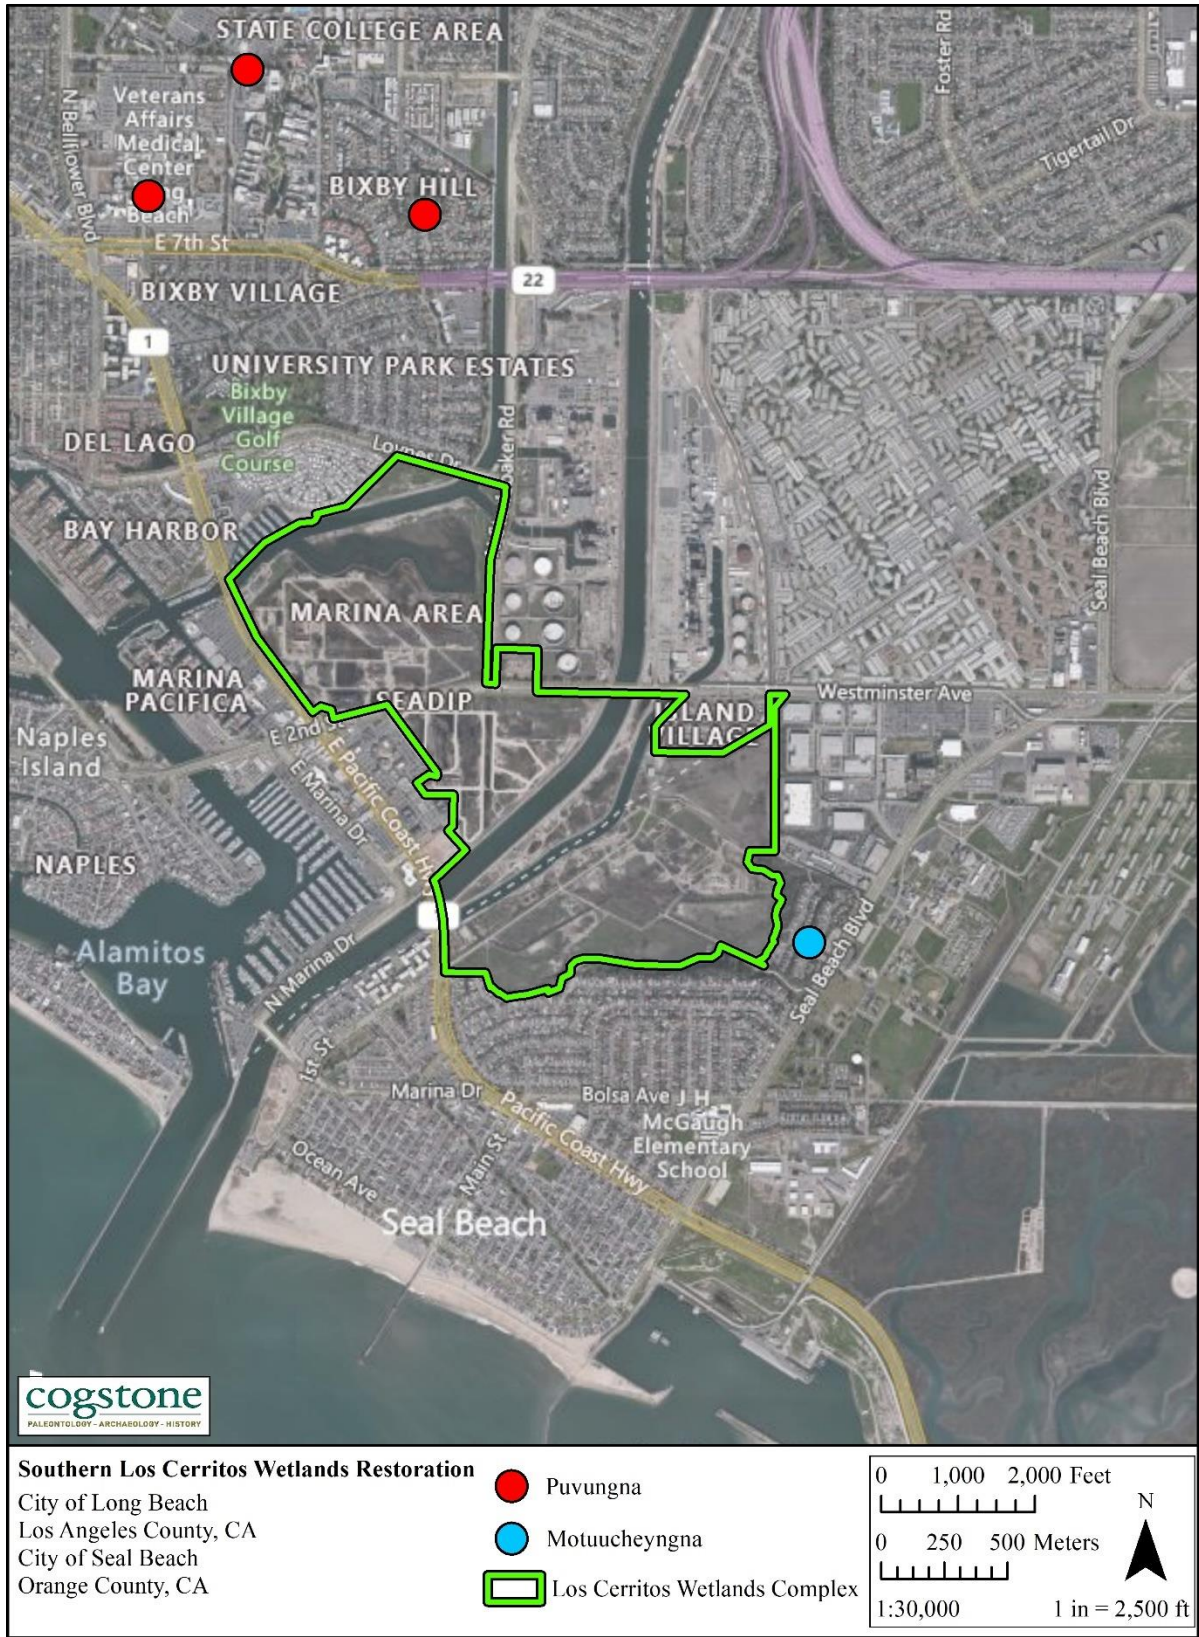 STATE COLLEGE AREA
Foster Rd
N Bellflower Blvd
Veterans
Affairs
Medical
Center
ng
Beach
Tigertail Dr
BIXBY HILL
E 7th St
22
BIXBY VILLAGE
1
UNIVERSITY PARK ESTATES
Bixby
Village
Golf
Course
DEL LAGO
Loynes Dr
Seal Beach Blvd
BAY HARBOR
MARINA AREA
MARINA
PACIFICA
SEADIP
ISLAND
VILLAGE
Westminster Ave
E 2nd St
Naples
Island
E Marina Dr
E Pacific Coast Hwy
NAPLES
Alamitos
Bay
N Marina Dr
Seal Beach Blvd
1st St
Marina Dr
Pacific Coast Hwy
Bolsa Ave
J H
McGaugh
Elementary
School
Ocean Ave
Main St
Seal Beach
cogstone
PALEONTOLOGY - ARCHAEOLOGY - HISTORY
Southern Los Cerritos Wetlands Restoration
City of Long Beach
Los Angeles County, CA
City of Seal Beach
Orange County, CA
Puvungna
Motuucheyngna
Los Cerritos Wetlands Complex
0 1,000 2,000 Feet
0 250 500 Meters
N
1:30,000 1 in = 2,500 ft